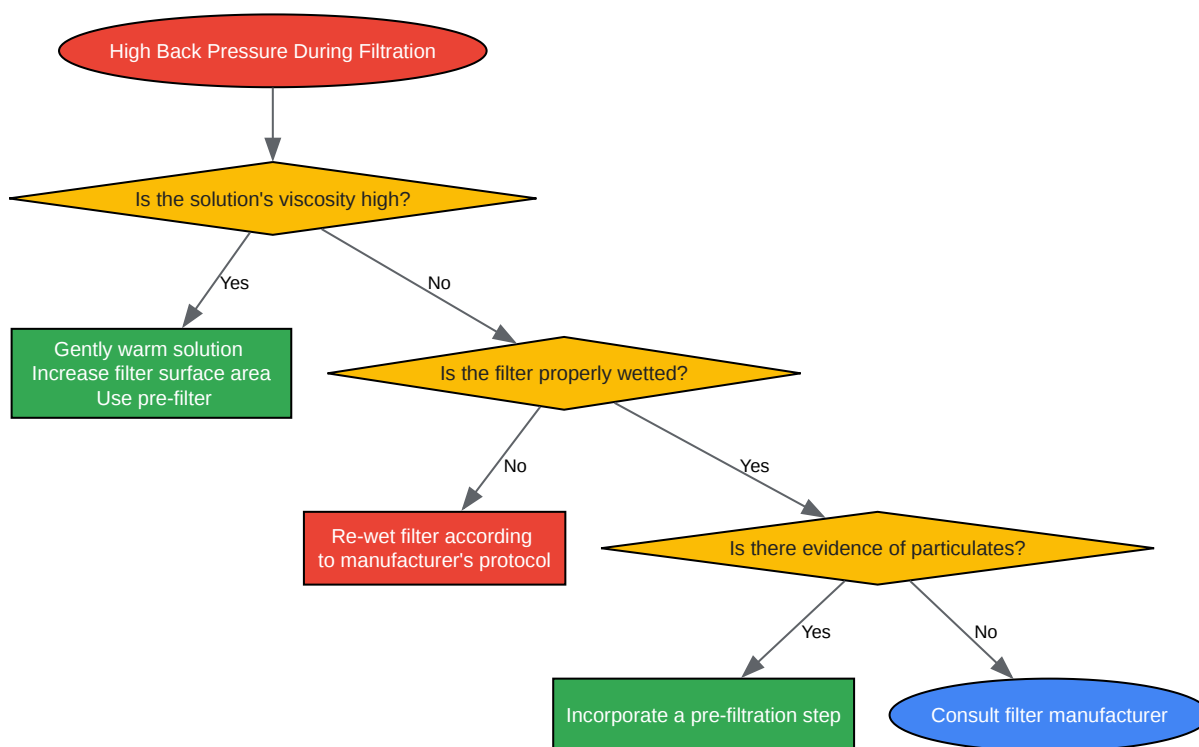 High Back Pressure During Filtration
Is the solution's viscosity high?
Yes
No
Gently warm solution
Increase filter surface area
Use pre-filter
Is the filter properly wetted?
No
Yes
Re-wet filter according
to manufacturer's protocol
Is there evidence of particulates?
Yes
No
Incorporate a pre-filtration step
Consult filter manufacturer